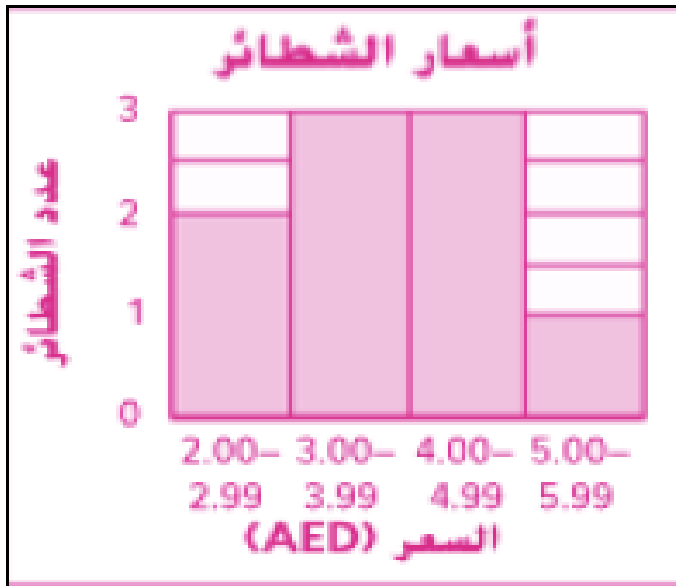 أسعار الشطائر
عدد الشطائر
3
2
1
0
2.00–2.99
3.00–3.99
4.00–4.99
5.00–5.99
السعر (AED)